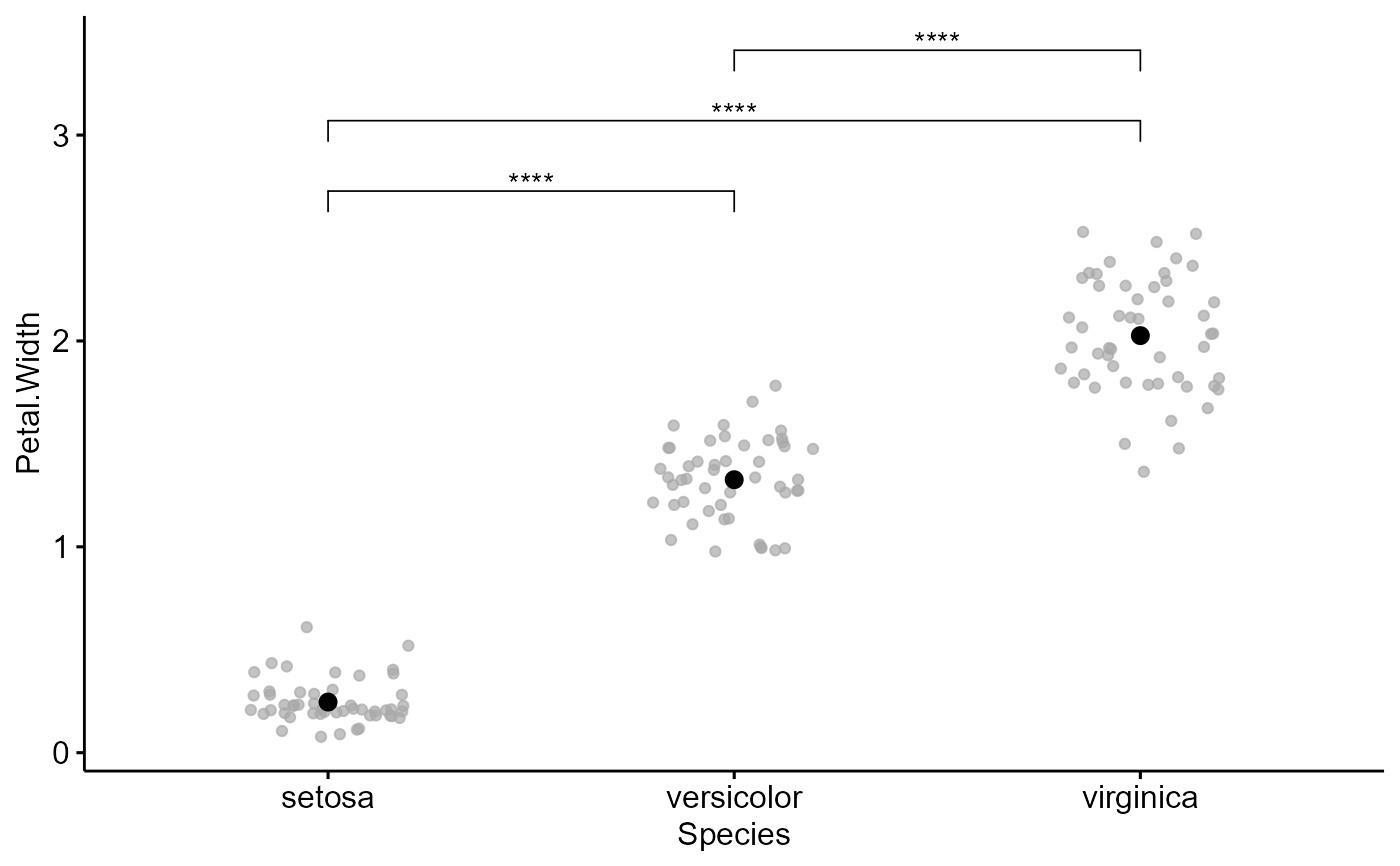 ****
****
3
****
2
1
0
Petal.Width
setosa versicolor virginica
Species